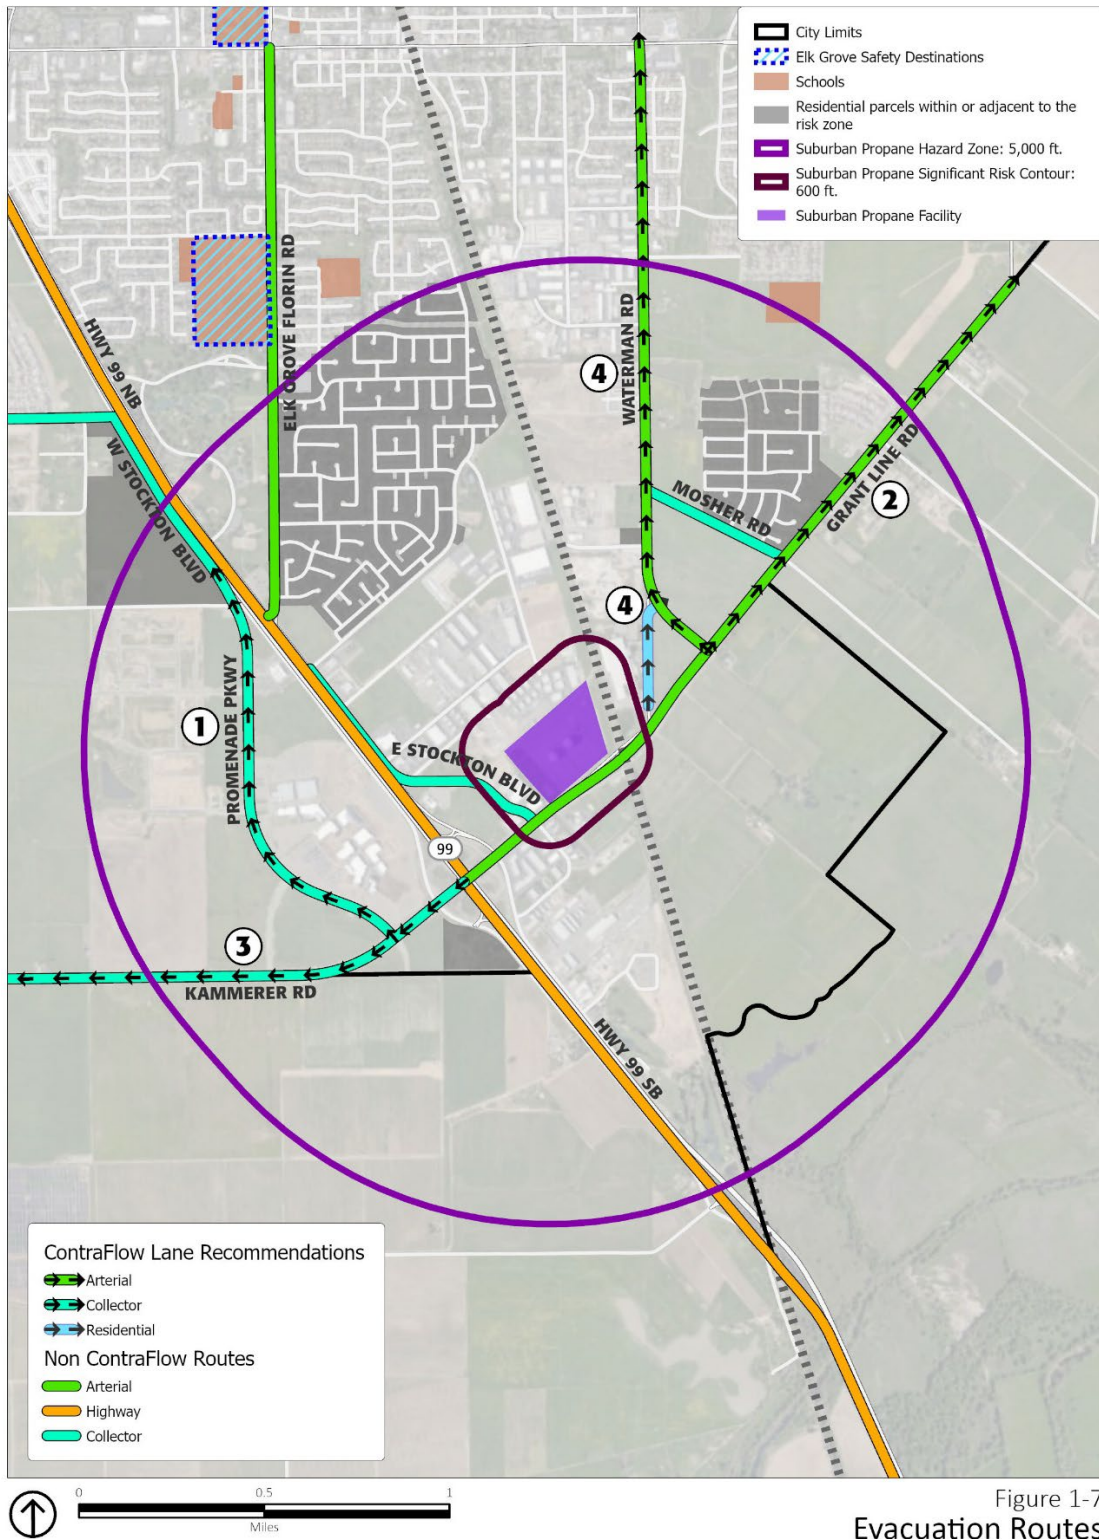 City Limits
Elk Grove Safety Destinations
Schools
Residential parcels within or adjacent to the
risk zone
Suburban Propane Hazard Zone: 5,000 ft.
Suburban Propane Significant Risk Contour:
600 ft.
Suburban Propane Facility
ELK GROVE FLORIN RD
HWY 99 NB
WATERMAN RD
4
W STOCKTON BLVD
MOSHER RD
GRANT LINE RD
2
4
1
PROMENADE PKWY
E STOCKTON BLVD
99
3
KAMMERER RD
HWY 99 SB
ContraFlow Lane Recommendations
Arterial
Collector
Residential
Non ContraFlow Routes
Arterial
Highway
Collector
0 0.5 1
Miles
Figure 1-7
Evacuation Routes